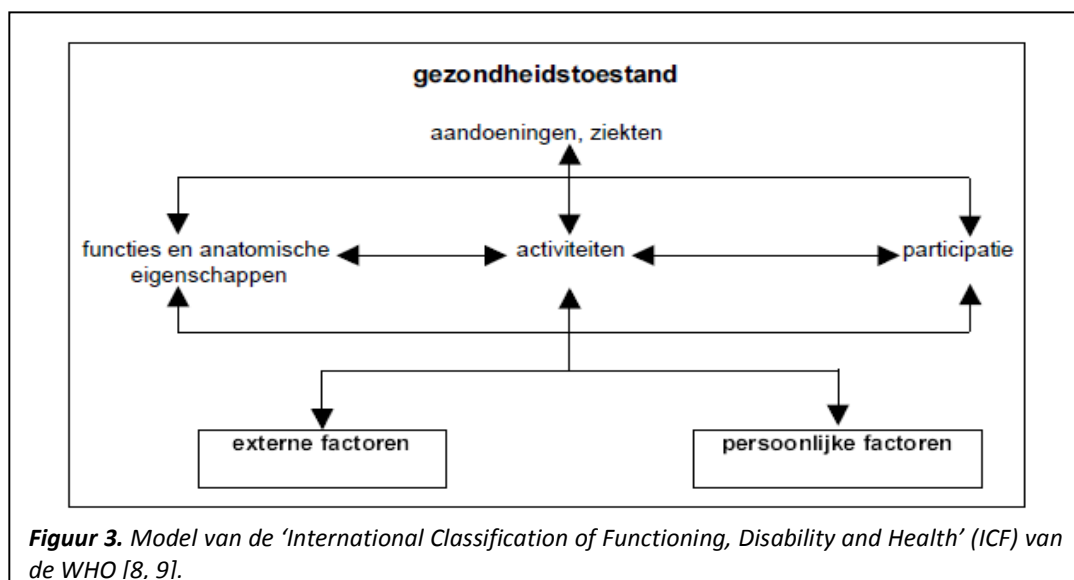 gezondheidstoestand
aandoeningen, ziekten
functies en anatomische
eigenschappen
activiteiten
participatie
externe factoren
persoonlijke factoren
Figuur 3. Model van de ‘International Classification of Functioning, Disability and Health’ (ICF) van
de WHO [8, 9].